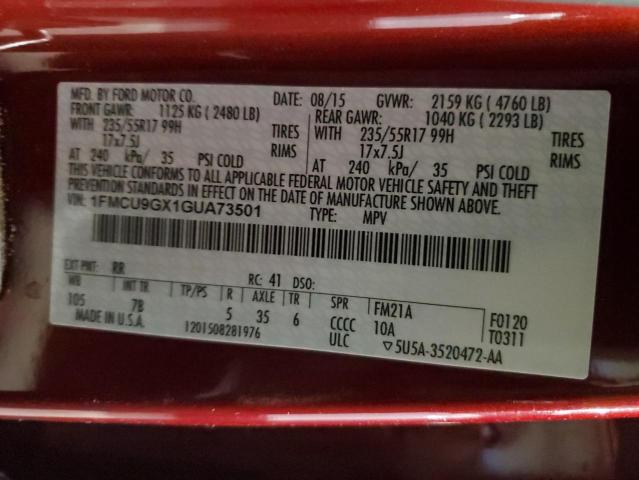 MFD. BY FORD MOTOR CO. DATE: 08/15 GVWR: 2159 KG ( 4760 LB)
FRONT GAWR: 1125 KG ( 2480 LB) REAR GAWR: 1040 KG ( 2293 LB)
WITH 235/55R17 99H TIRES WITH 235/55R17 99H TIRES
17x7.5J RIMS 17x7.5J RIMS
AT 240 kPa/ 35 PSI COLD AT 240 kPa/ 35 PSI COLD
THIS VEHICLE CONFORMS TO ALL APPLICABLE FEDERAL MOTOR VEHICLE SAFETY AND THEFT
PREVENTION STANDARDS IN EFFECT ON THE DATE OF MANUFACTURE SHOWN ABOVE.
VIN: 1FMCU9GX1GUA73501 TYPE: MPV
EXT PNT: RR RC: 41 DSO:
WB INT TR TP/PS R AXLE TR SPR FM21A F0120
105 7B 5 35 6 CCCC 10A T0311
MADE IN U.S.A. 1201508281976 ULC ▽5U5A-3520472-AA